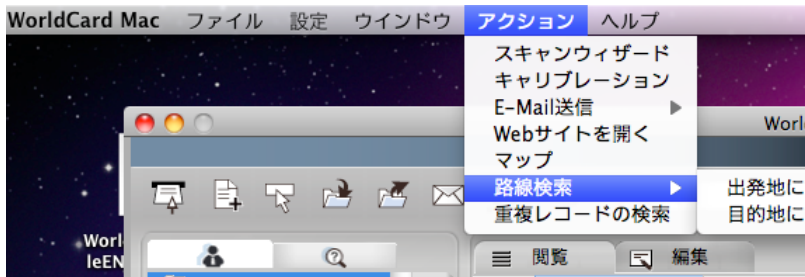 WorldCard Mac ファイル 設定 ウインドウ アクション ヘルプ
スキャンウィザード
キャリブレーション
E-Mail送信
Webサイトを開く
マップ
路線検索
重複レコードの検索
出発地に
目的地に
Worl
Worl
leEN
閲覧
編集